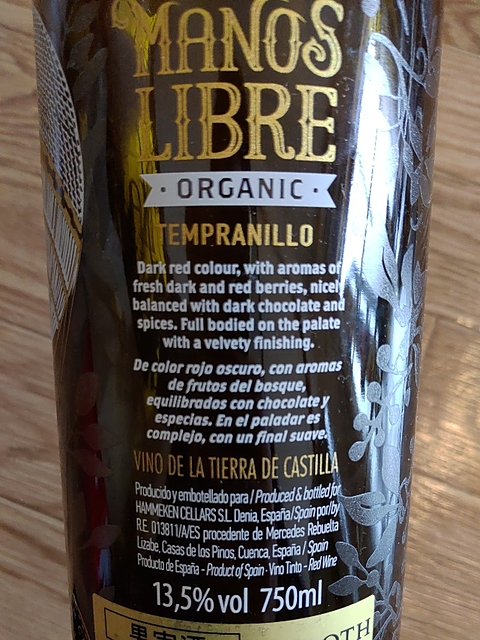 MANOS
LIBRE
· ORGANIC ·
TEMPRANILLO
Dark red colour, with aromas of
fresh dark and red berries, nicely
balanced with dark chocolate and
spices. Full bodied on the palate
with a velvety finishing.
De color rojo oscuro, con aromas
de frutos del bosque,
equilibrados con chocolate y
especias. En el paladar es
complejo, con un final suave.
VINO DE LA TIERRA DE CASTILLA
Producido y embotellado para / Produced & bottled for
HAMMEKEN CELLARS S.L. Denia, España/Spain por/by
R.E. 013811/A/ES procedente de Mercedes Rebuelta
Lizabe, Casas de los Pinos, Cuenca, España / Spain
Producto de España - Product of Spain · Vino Tinto - Red Wine
13,5% vol 750ml
果実酒
OTH